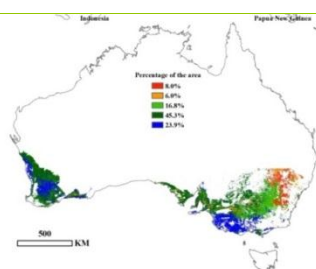 Indonesia
Papua New Guinea
Percentage of the area
8.0%
6.0%
16.8%
45.3%
23.9%
500
KM